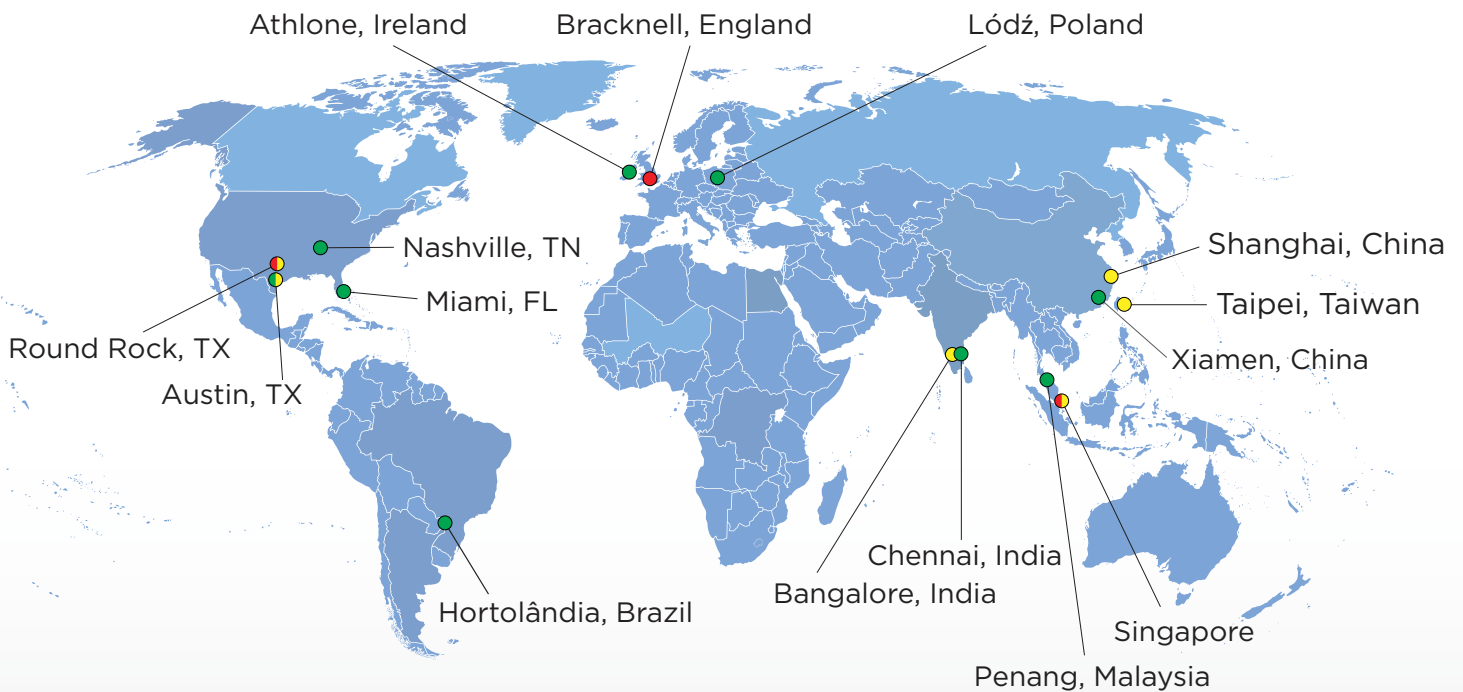 Athlone, Ireland
Bracknell, England
Lódź, Poland
Nashville, TN
Miami, FL
Round Rock, TX
Austin, TX
Shanghai, China
Taipei, Taiwan
Xiamen, China
Chennai, India
Bangalore, India
Hortolândia, Brazil
Singapore
Penang, Malaysia